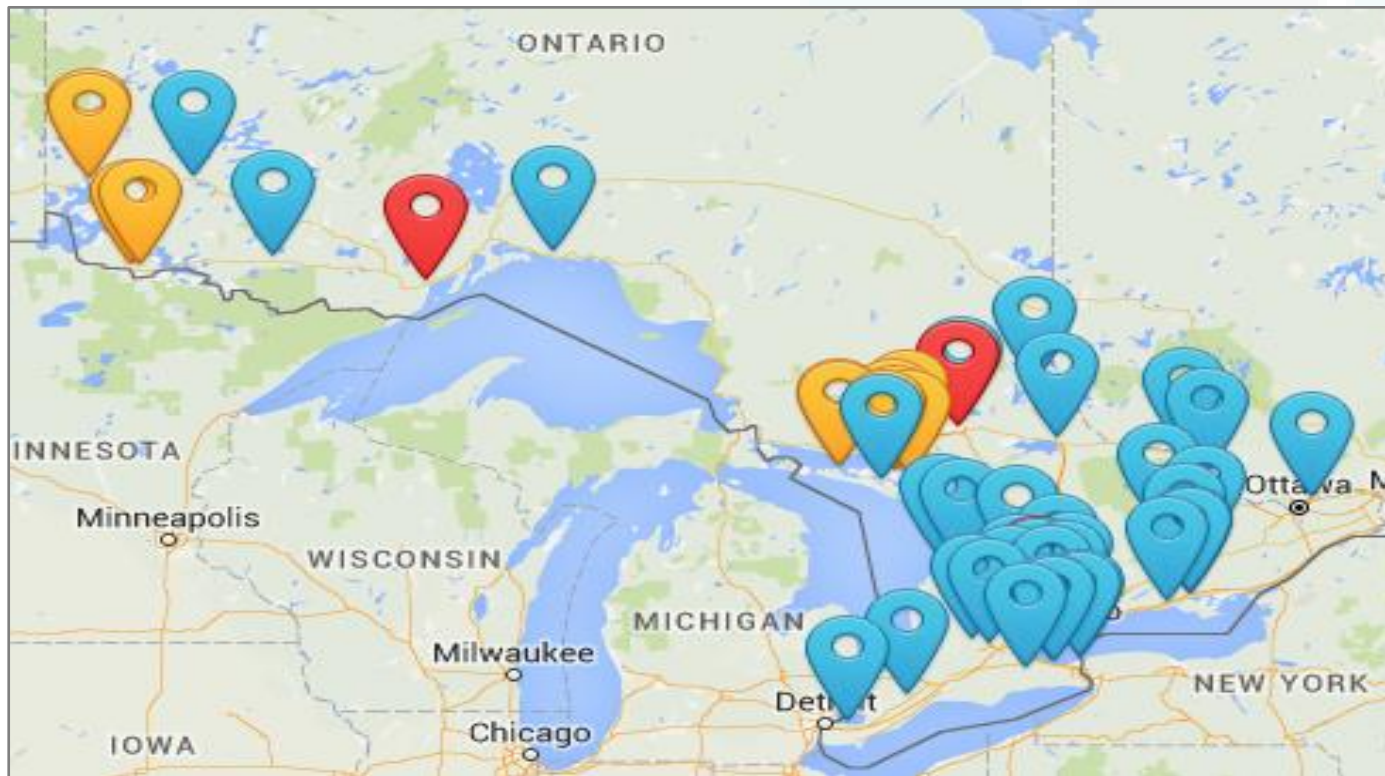 ONTARIO
INNESOTA
Minneapolis
WISCONSIN
MICHIGAN
Milwaukee
Chicago
IOWA
NEW YORK